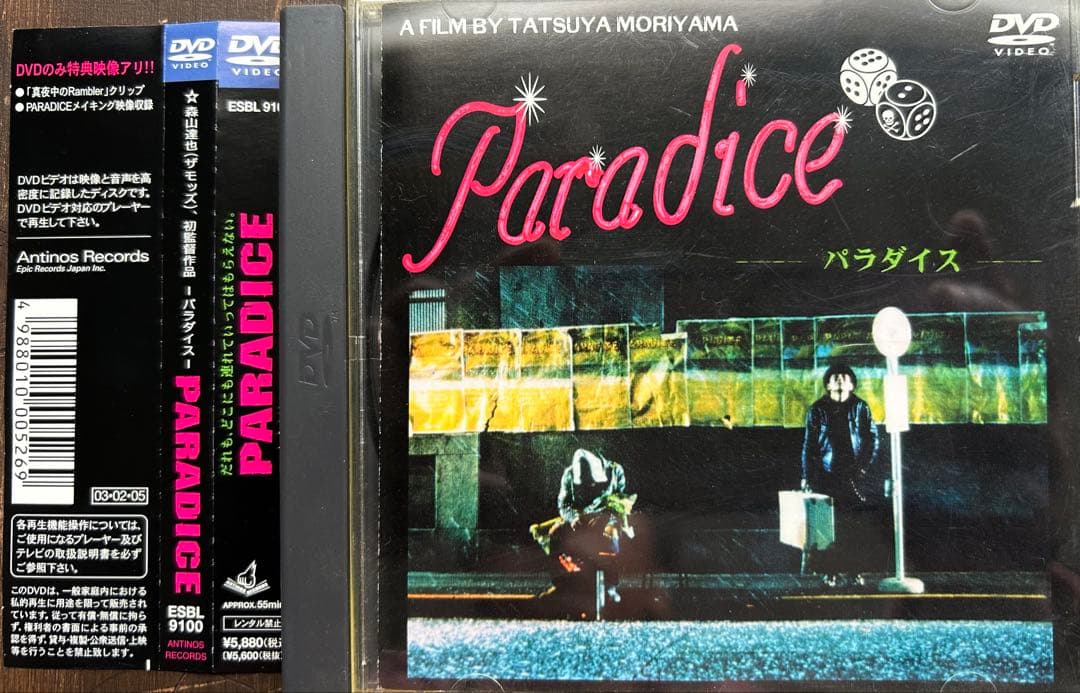 DVDのみ特典映像アリ!!
●「真夜中のRambler」クリップ
● PARADICEメイキング映像収録
DVDビデオは映像と音声を高
密度に記録したディスクです。
DVDビデオ対応のプレーヤー
で再生して下さい。
Antinos Records
Epic Records Japan Inc.
4 988010 005269
03・02・05
各再生機能操作については、
ご使用になるプレーヤー及び
テレビの取扱説明書を必ず
ご参照下さい。
このDVDは、一般家庭内における
私的再生に用途を限って販売され
ています。従って有償・無償に拘ら
ず、権利者の書面による事前の承
認を得ず、貸与・複製・公衆送信・上映
等を行うことを禁止致します。
DVD
VIDEO
☆森山達也(ザ・モッズ)、初監督作品 ーパラダイスー
PARADICE
ESBL
9100
ANTINOS
RECORDS
DVD
VIDEO
ESBL 910
だれも、どこにも連れていってはもらえない。
PARADICE
APPROX. 55min
レンタル禁止
¥5,880(税込
(¥5,600(税抜
DVD
A FILM BY TATSUYA MORIYAMA
DVD
VIDEO
Paradice
パラダイス